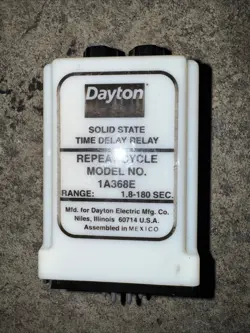 Dayton
SOLID STATE
TIME DELAY RELAY
REPEAT CYCLE
MODEL NO.
1A368E
RANGE: 1.8-180 SEC.
Mfd. for Dayton Electric Mfg. Co.
Niles, Illinois 60714 U.S.A.
Assembled in MEXICO